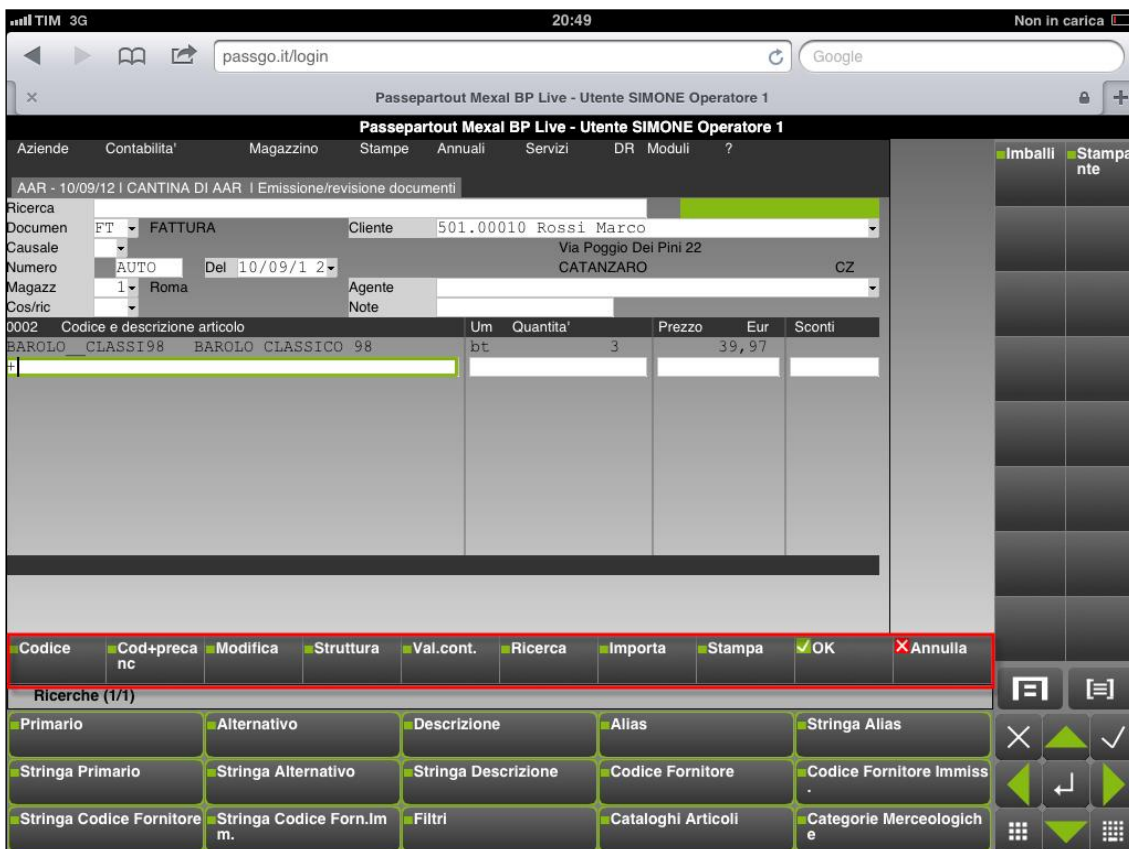 TIM 3G 20:49 Non in carica
passgo.it/login Google
Passepartout Mexal BP Live - Utente SIMONE Operatore 1
Passepartout Mexal BP Live - Utente SIMONE Operatore 1
Aziende Contabilita' Magazzino Stampe Annuali Servizi DR Moduli ?
Imballi Stampa
nte
AAR - 10/09/12 | CANTINA DI AAR | Emissione/revisione documenti
Ricerca
Documen FT FATTURA Cliente 501.00010 Rossi Marco
Causale Via Poggio Dei Pini 22
Numero AUTO Del 10/09/1 2 CATANZARO CZ
Magazz 1 Roma Agente
Cos/ric Note
0002 Codice e descrizione articolo Um Quantita' Prezzo Eur Sconti
BAROLO__CLASSI98 BAROLO CLASSICO 98 bt 3 39,97
+
Codice Cod+preca
nc Modifica Struttura Val.cont. Ricerca Importa Stampa OK Annulla
Ricerche (1/1)
Primario Alternativo Descrizione Alias Stringa Alias
Stringa Primario Stringa Alternativo Stringa Descrizione Codice Fornitore Codice Fornitore Immiss
.
Stringa Codice Fornitore Stringa Codice Forn.Im
m. Filtri Cataloghi Articoli Categorie Merceologich
e